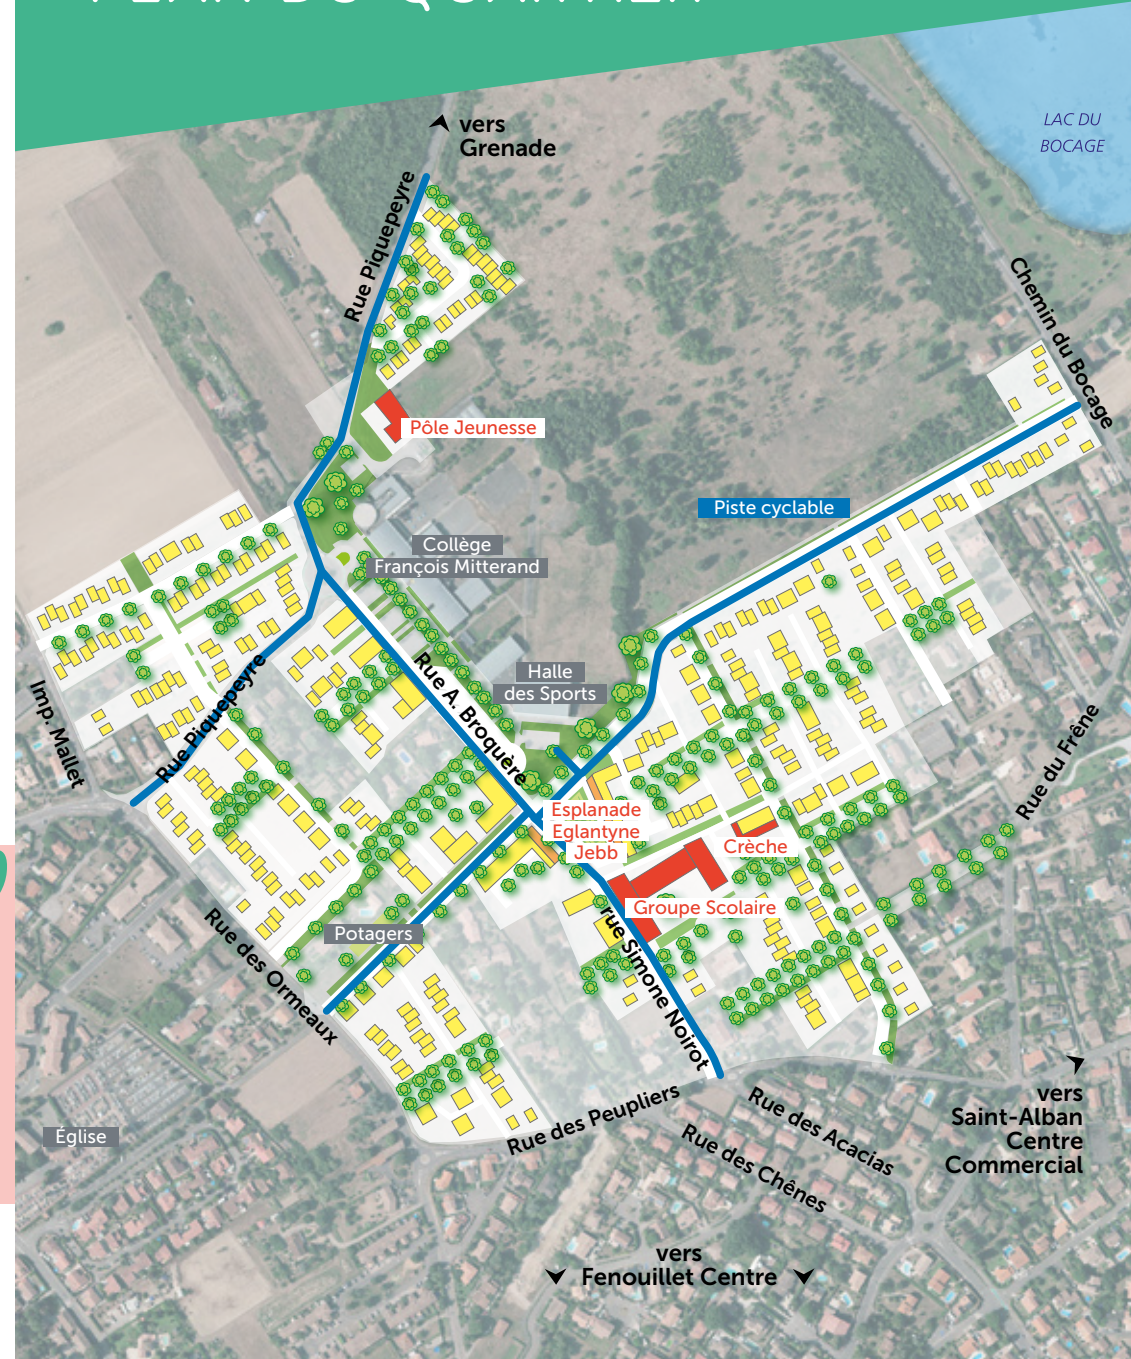 PLAN DU QUARTIER
LAC DU
BOCAGE
vers
Grenade
Rue Piquepeyre
Chemin du Bocage
Pôle Jeunesse
Piste cyclable
Collège
François Mitterand
Halle
des Sports
Rue A. Broquère
Rue Piquepeyre
Imp. Mallet
Rue du Frêne
Esplanade
Eglantyne
Jebb
Crèche
Groupe Scolaire
Potagers
Rue des Ormeaux
rue Simone Noirot
Rue des Peupliers
Rue des Acacias
Rue des Chênes
vers
Saint-Alban
Centre
Commercial
Église
vers
Fenouillet Centre